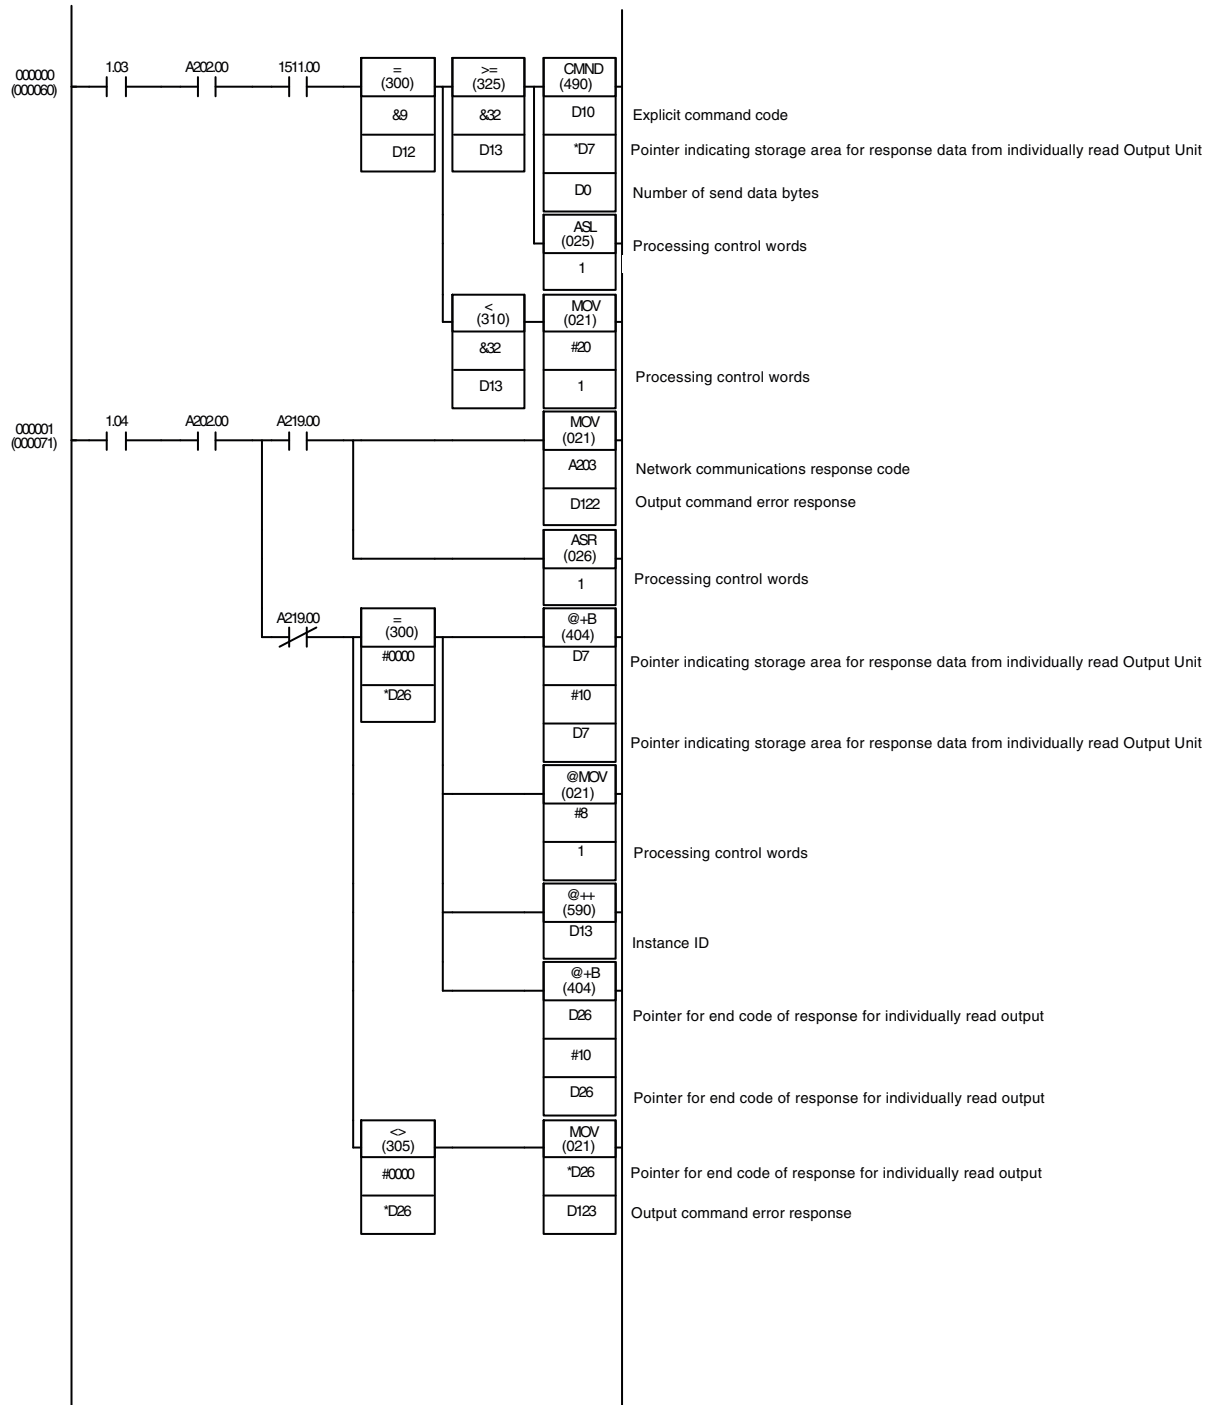 000000
(000060)
1.03
A202.00
1511.00
=
(300)
&9
D12
>=
(325)
&32
D13
CMND
(490)
D10
Explicit command code
*D7
Pointer indicating storage area for response data from individually read Output Unit
D0
Number of send data bytes
ASL
(025)
Processing control words
1
<
(310)
&32
D13
MOV
(021)
#20
1
Processing control words
000001
(000071)
1.04
A202.00
A219.00
MOV
(021)
A203
Network communications response code
D122
Output command error response
ASR
(026)
1
Processing control words
A219.00
=
(300)
#0000
*D26
@+B
(404)
D7
Pointer indicating storage area for response data from individually read Output Unit
#10
D7
Pointer indicating storage area for response data from individually read Output Unit
@MOV
(021)
#8
1
Processing control words
@++
(590)
D13
Instance ID
@+B
(404)
D26
Pointer for end code of response for individually read output
#10
D26
Pointer for end code of response for individually read output
<>
(305)
#0000
*D26
MOV
(021)
*D26
Pointer for end code of response for individually read output
D123
Output command error response